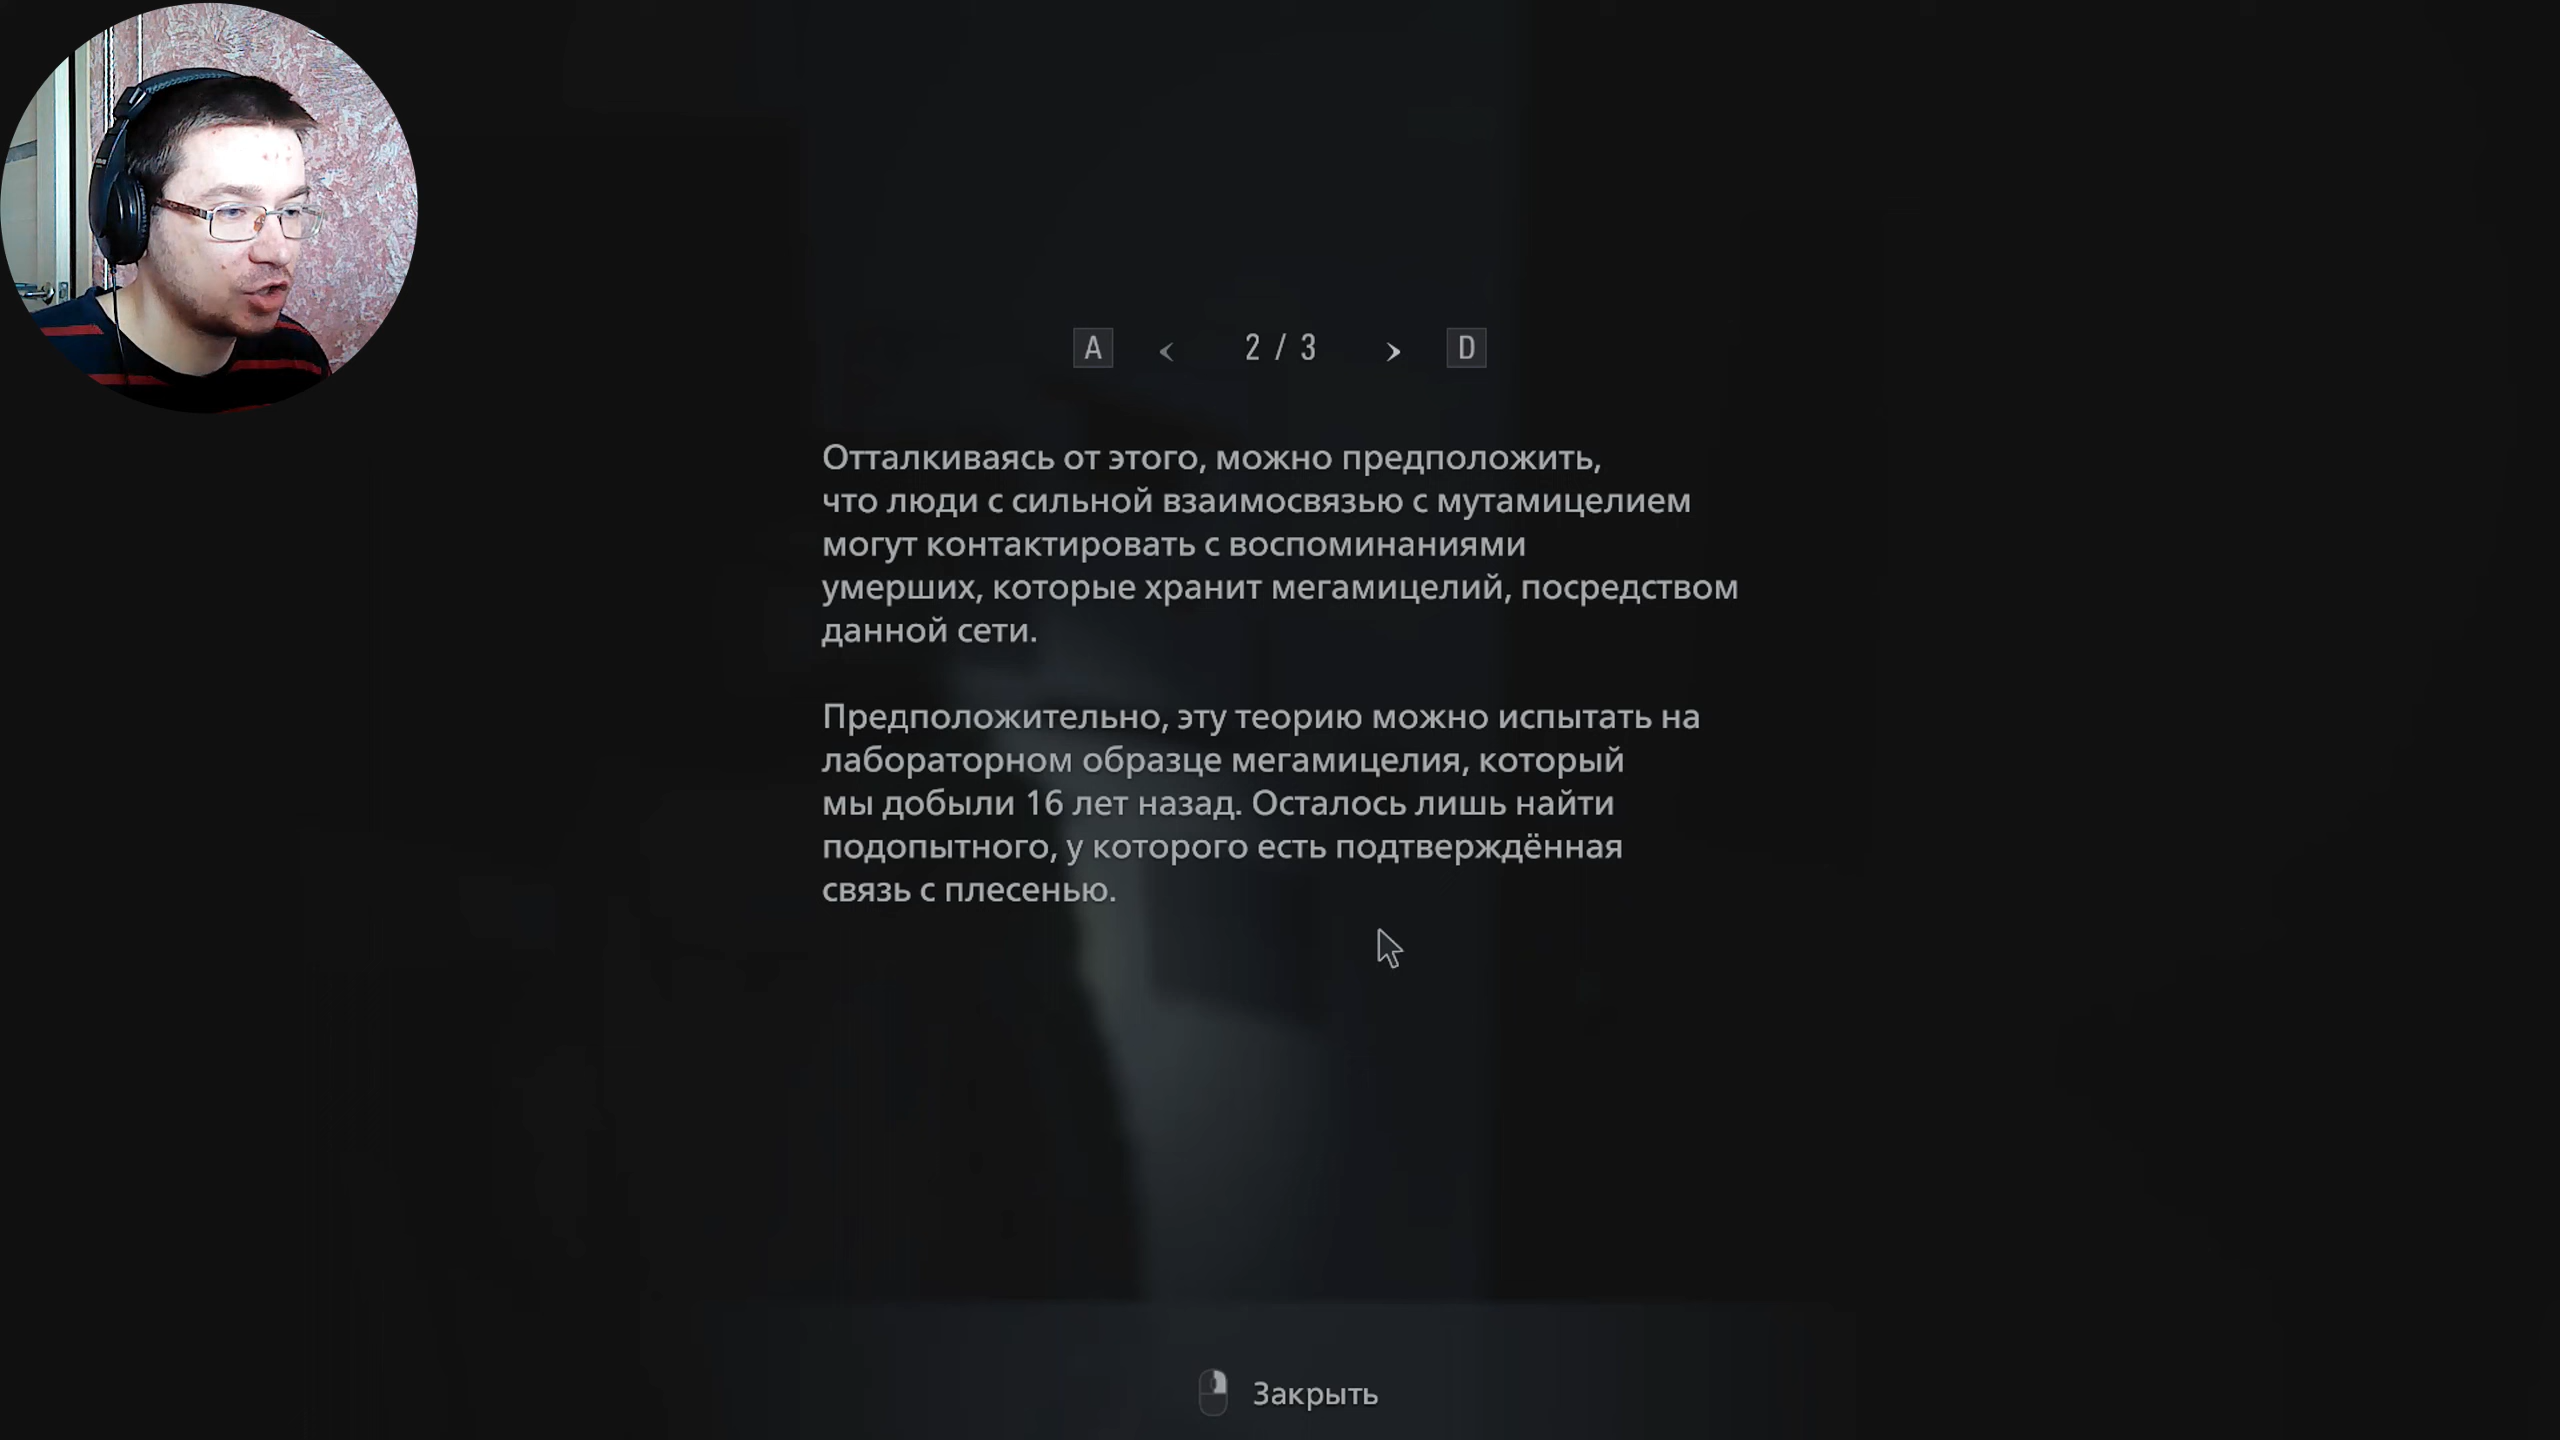 A < 2 / 3 > D
Отталкиваясь от этого, можно предположить,
что люди с сильной взаимосвязью с мутамицелием
могут контактировать с воспоминаниями
умерших, которые хранит мегамицелий, посредством
данной сети.
Предположительно, эту теорию можно испытать на
лабораторном образце мегамицелия, который
мы добыли 16 лет назад. Осталось лишь найти
подопытного, у которого есть подтверждённая
связь с плесенью.
Закрыть